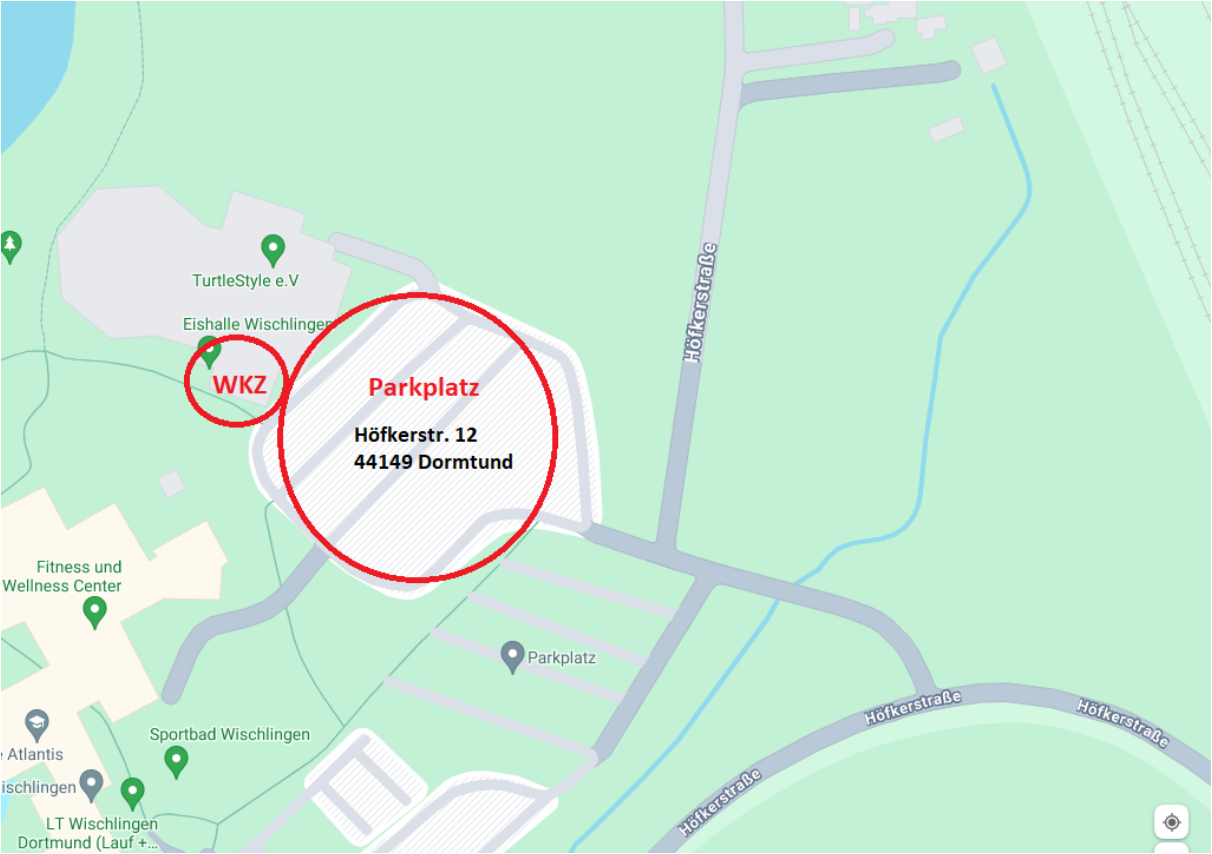 TurtleStyle e.V
Höfkerstraße
Eishalle Wischlingen
WKZ
Parkplatz
Höfkerstr. 12
44149 Dormtund
Fitness und
Wellness Center
Parkplatz
Höfkerstraße
Höfkerstraße
Sportbad Wischlingen
e Atlantis
ischlingen
Höfkerstraße
LT Wischlingen
Dortmund (Lauf +...